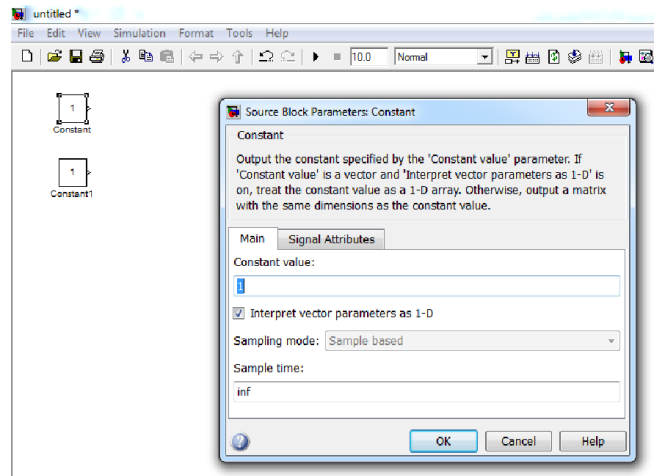 untitled *
File Edit View Simulation Format Tools Help
10.0 Normal
1
Constant
1
Constant1
Source Block Parameters: Constant
Constant
Output the constant specified by the 'Constant value' parameter. If
'Constant value' is a vector and 'Interpret vector parameters as 1-D' is
on, treat the constant value as a 1-D array. Otherwise, output a matrix
with the same dimensions as the constant value.
Main Signal Attributes
Constant value:
1
Interpret vector parameters as 1-D
Sampling mode: Sample based
Sample time:
inf
OK Cancel Help